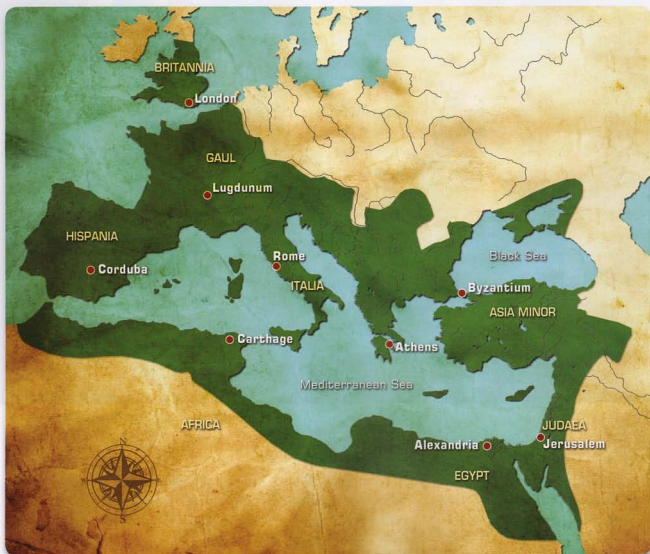 BRITANNIA
London
GAUL
Lugdunum
HISPANIA
Corduba
Rome
ITALIA
Black Sea
Byzantium
ASIA MINOR
Carthage
Athens
Mediterranean Sea
AFRICA
Alexandria
JUDAEA
Jerusalem
EGYPT
N
E
S
W